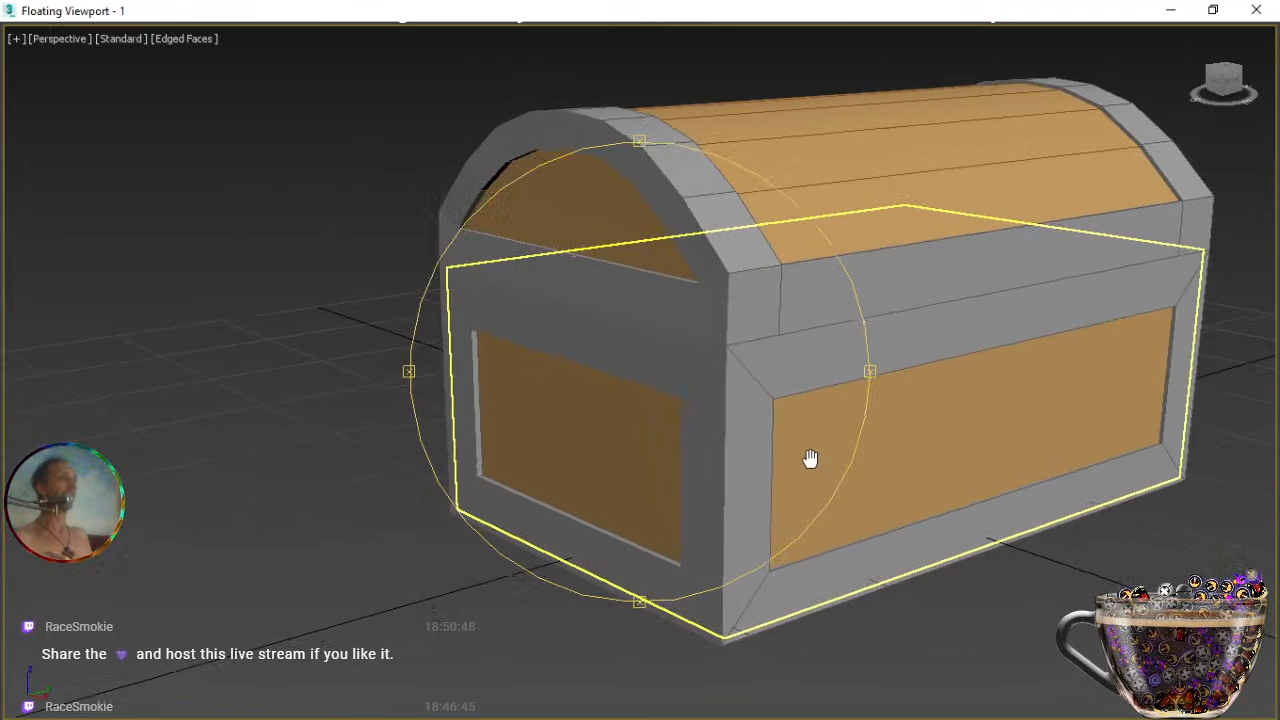 Floating Viewport - 1
[+] [Perspective] [Standard] [Edged Faces]
RaceSmokie
18:50:48
Share the 💜 and host this live stream if you like it.
RaceSmokie
18:46:45